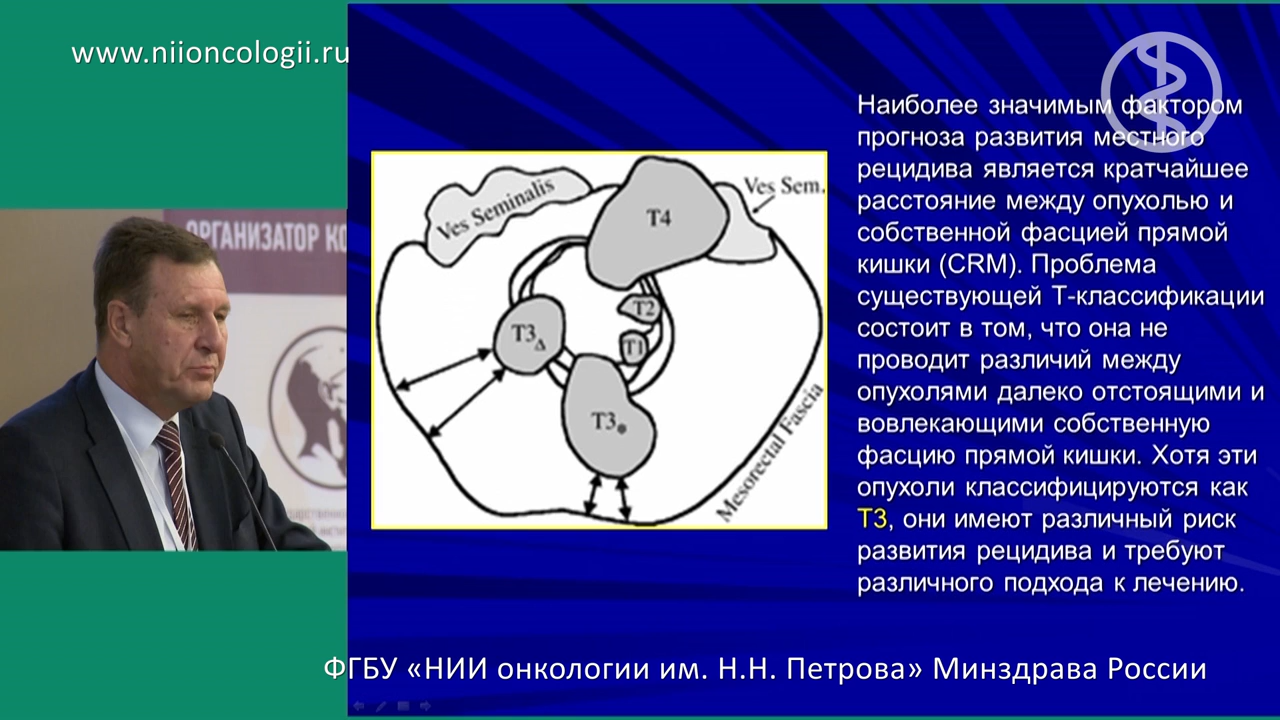 www.niioncologii.ru
ОРГАНИЗАТОР КО
Ves Seminalis
Ves Sem.
T4
T2
T1
T3Δ
T3
Mesorectal Fascia
Наиболее значимым фактором
прогноза развития местного
рецидива является кратчайшее
расстояние между опухолью и
собственной фасцией прямой
кишки (CRM). Проблема
существующей Т-классификации
состоит в том, что она не
проводит различий между
опухолями далеко отстоящими и
вовлекающими собственную
фасцию прямой кишки. Хотя эти
опухоли классифицируются как
Т3, они имеют различный риск
развития рецидива и требуют
различного подхода к лечению.
ФГБУ «НИИ онкологии им. Н.Н. Петрова» Минздрава России